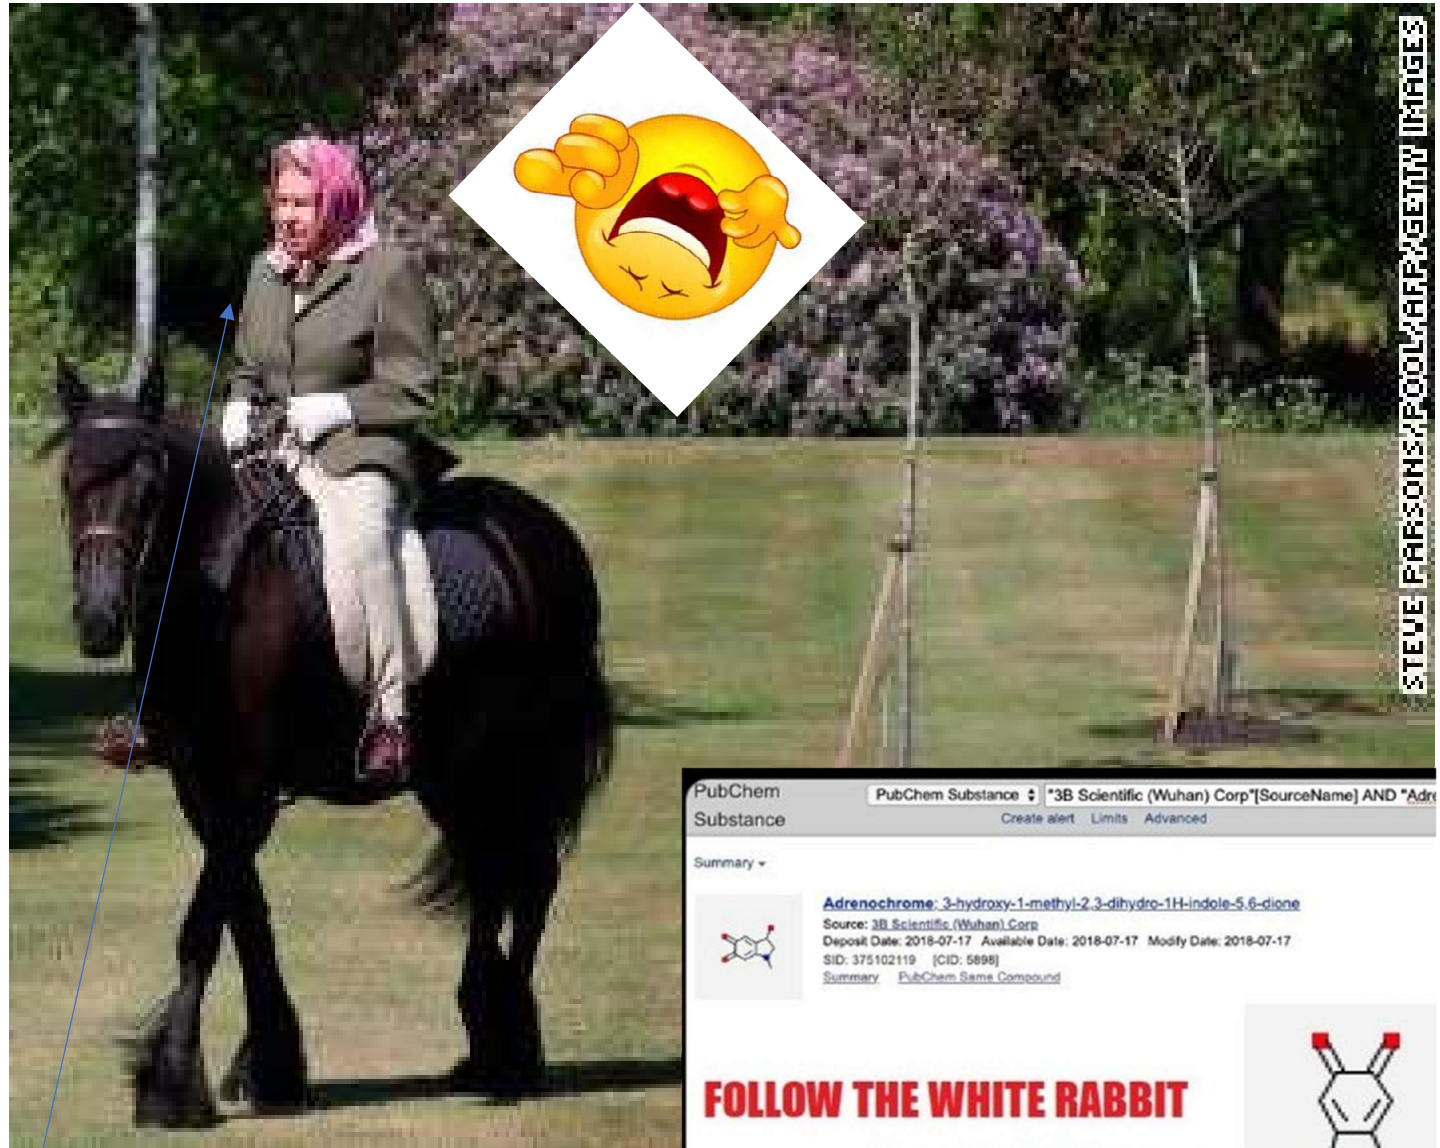 STEVE PARSONS/POOL/AFP/GETTY IMAGES
PubChem
Substance
PubChem Substance
"3B Scientific (Wuhan) Corp"[SourceName] AND "Adre
Create alert Limits Advanced
Summary
Adrenochrome: 3-hydroxy-1-methyl-2,3-dihydro-1H-indole-5,6-dione
Source: 3B Scientific (Wuhan) Corp
Deposit Date: 2018-07-17 Available Date: 2018-07-17 Modify Date: 2018-07-17
SID: 375102119 [CID: 5898]
Summary PubChem Same Compound
FOLLOW THE WHITE RABBIT